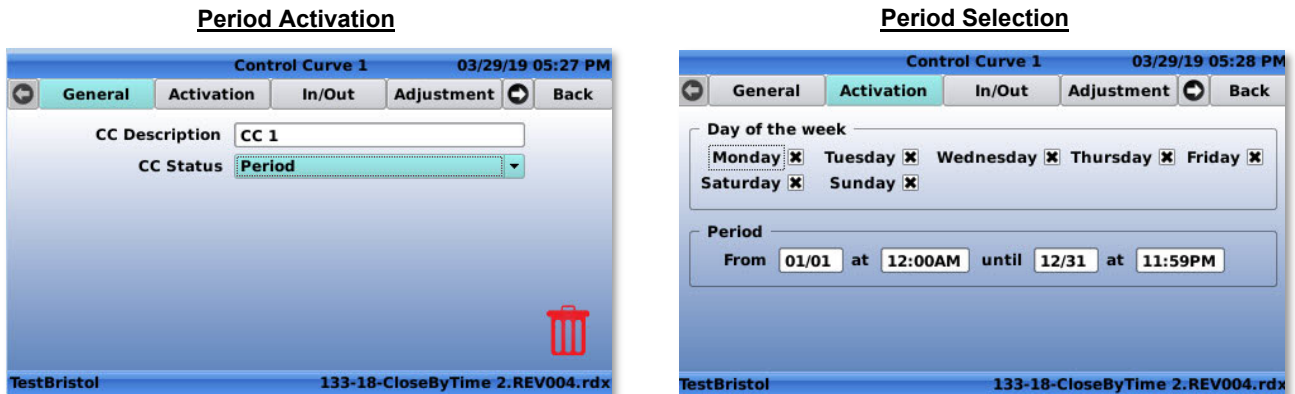 Period Activation
Control Curve 1 03/29/19 05:27 PM
General Activation In/Out Adjustment Back
CC Description CC 1
CC Status Period
TestBristol 133-18-CloseByTime 2.REV004.rdx
Period Selection
Control Curve 1 03/29/19 05:28 PM
General Activation In/Out Adjustment Back
Day of the week
Monday Tuesday Wednesday Thursday Friday
Saturday Sunday
Period
From 01/01 at 12:00AM until 12/31 at 11:59PM
TestBristol 133-18-CloseByTime 2.REV004.rdx